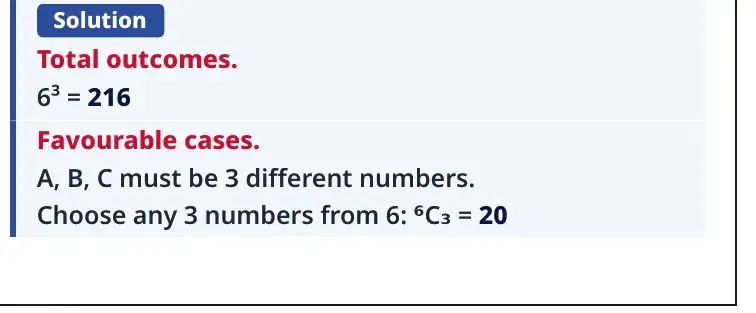 Solution
Total outcomes.
6³ = 216
Favourable cases.
A, B, C must be 3 different numbers.
Choose any 3 numbers from 6: ⁶C₃ = 20